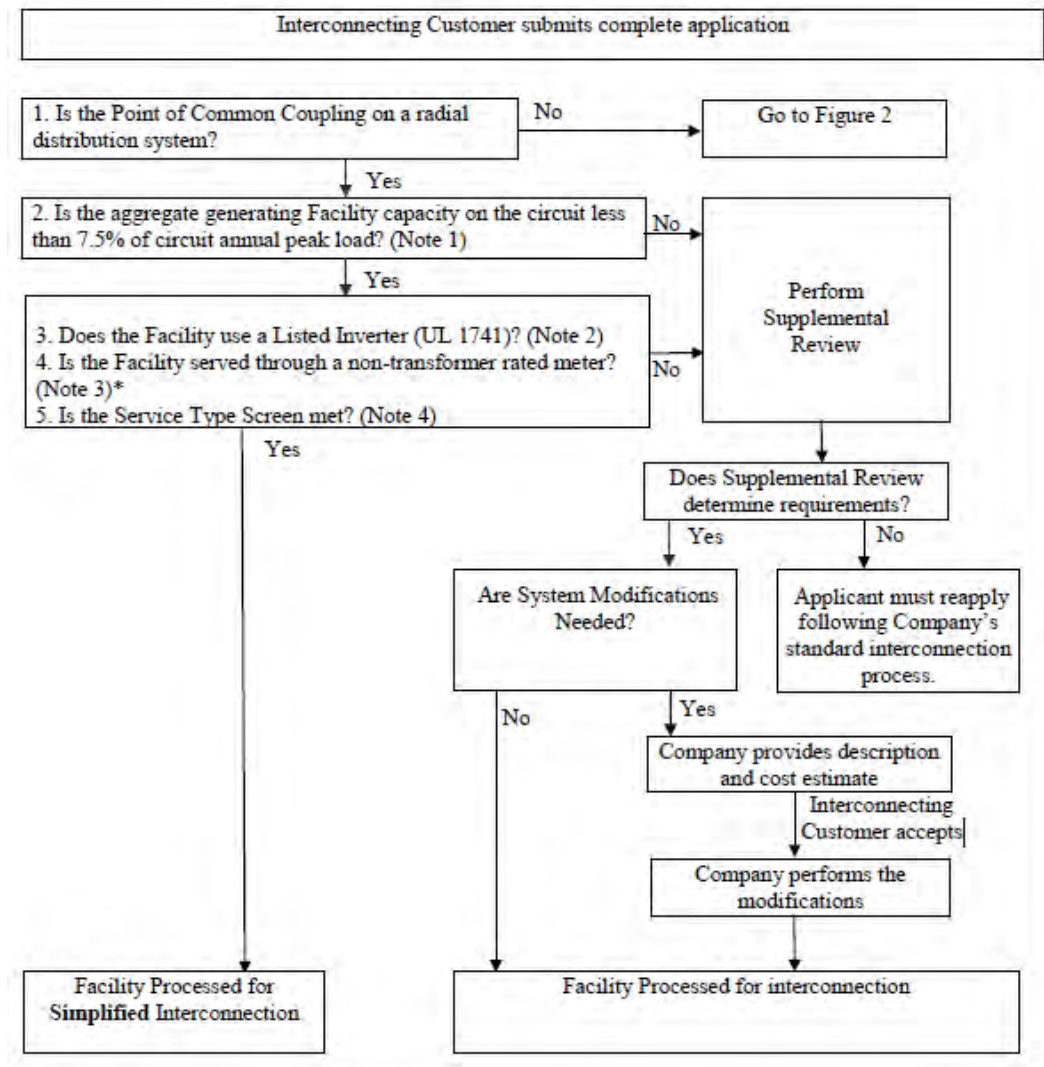 Interconnecting Customer submits complete application
1. Is the Point of Common Coupling on a radial
distribution system?
No
Go to Figure 2
Yes
2. Is the aggregate generating Facility capacity on the circuit less
than 7.5% of circuit annual peak load? (Note 1)
No
Perform
Supplemental
Review
Yes
3. Does the Facility use a Listed Inverter (UL 1741)? (Note 2)
4. Is the Facility served through a non-transformer rated meter?
(Note 3)*
5. Is the Service Type Screen met? (Note 4)
No
Yes
Does Supplemental Review
determine requirements?
Yes
No
Are System Modifications
Needed?
Applicant must reapply
following Company's
standard interconnection
process.
No
Yes
Company provides description
and cost estimate
Interconnecting
Customer accepts
Company performs the
modifications
Facility Processed for
Simplified Interconnection
Facility Processed for interconnection